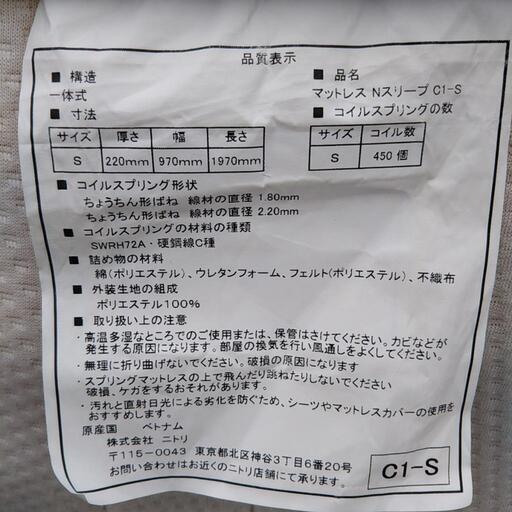 品質表示
■ 構造
一体式
■ 品名
マットレス Nスリープ C1-S
■ 寸法
サイズ 厚さ 幅 長さ
S 220mm 970mm 1970mm
■ コイルスプリングの数
サイズ コイル数
S 450個
■ コイルスプリング形状
ちょうちん形ばね 線材の直径 1.80mm
ちょうちん形ばね 線材の直径 2.20mm
■ コイルスプリングの材料の種類
SWRH72A・硬鋼線C種
■ 詰め物の材料
綿(ポリエステル)、ウレタンフォーム、フェルト(ポリエステル)、不織布
■ 外装生地の組成
ポリエステル100%
■ 取り扱い上の注意
・高温多湿なところでのご使用または、保管はさけてください。カビなどが
発生する原因になります。部屋の換気を行い風通しをよくしてください。
・無理に折り曲げないでください。破損の原因になります
・スプリングマットレスの上で飛んだり跳ねたりしないでください
破損、ケガをするおそれがあります。
・汚れと直射日光による劣化を防ぐため、シーツやマットレスカバーの使用を
おすすめします。
原産国 ベトナム
株式会社 ニトリ
〒115-0043 東京都北区神谷3丁目6番20号
お問い合わせはお近くのニトリ店舗にて承ります。
C1-S